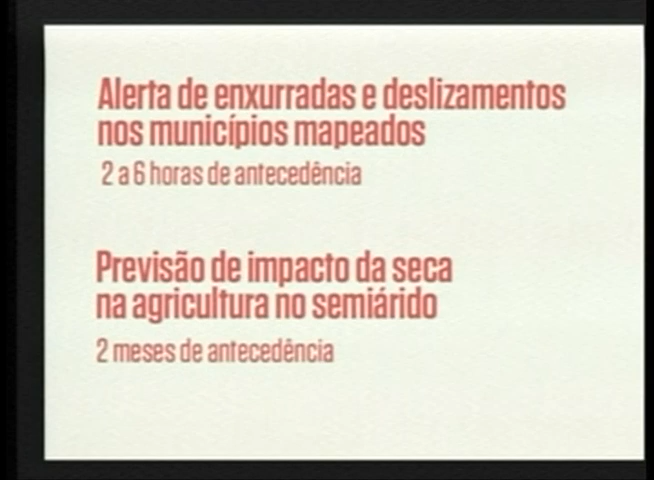 Alerta de enxurradas e deslizamentos
nos municípios mapeados
2 a 6 horas de antecedência
Previsão de impacto da seca
na agricultura no semiárido
2 meses de antecedência